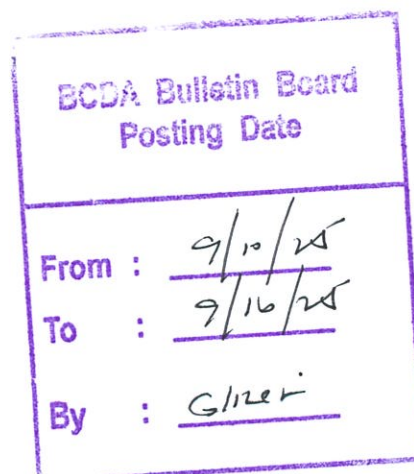 BCDA Bulletin Board
Posting Date
From : 9/10/25
To : 9/16/25
By :